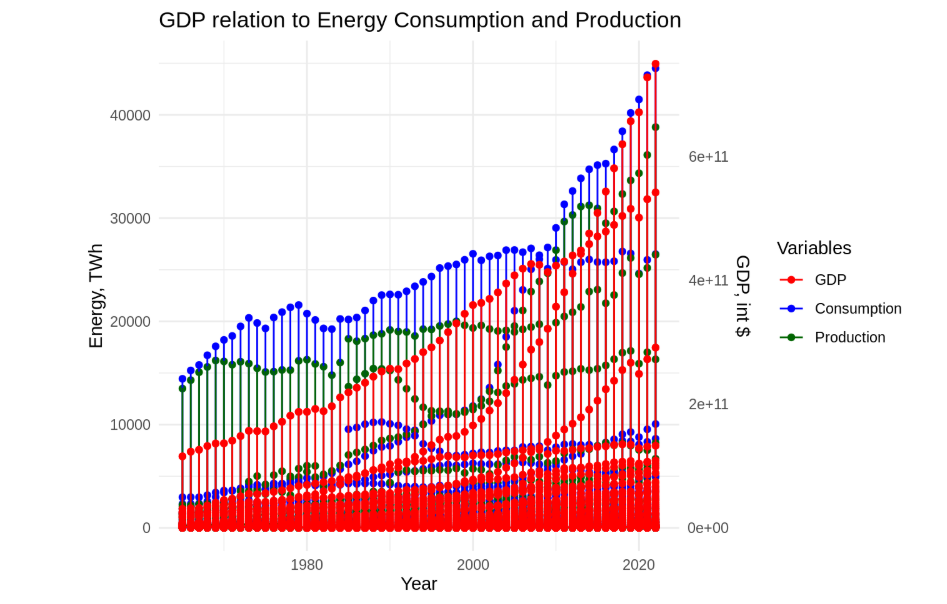 GDP relation to Energy Consumption and Production
Energy, TWh
40000
30000
20000
10000
0
6e+11
4e+11
2e+11
0e+00
GDP, int $
1980
2000
2020
Year
Variables
GDP
Consumption
Production